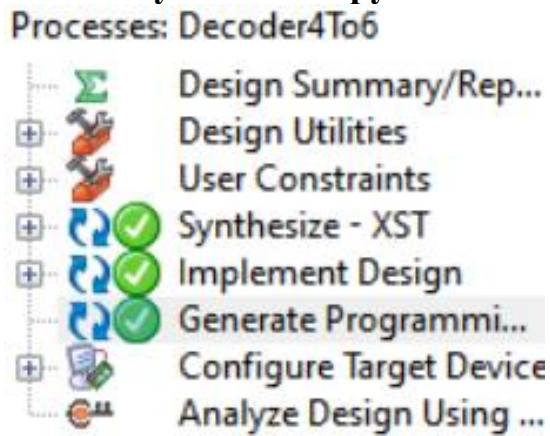 Processes: Decoder4To6
Design Summary/Rep...
Design Utilities
User Constraints
Synthesize - XST
Implement Design
Generate Programmi...
Configure Target Device
Analyze Design Using ...